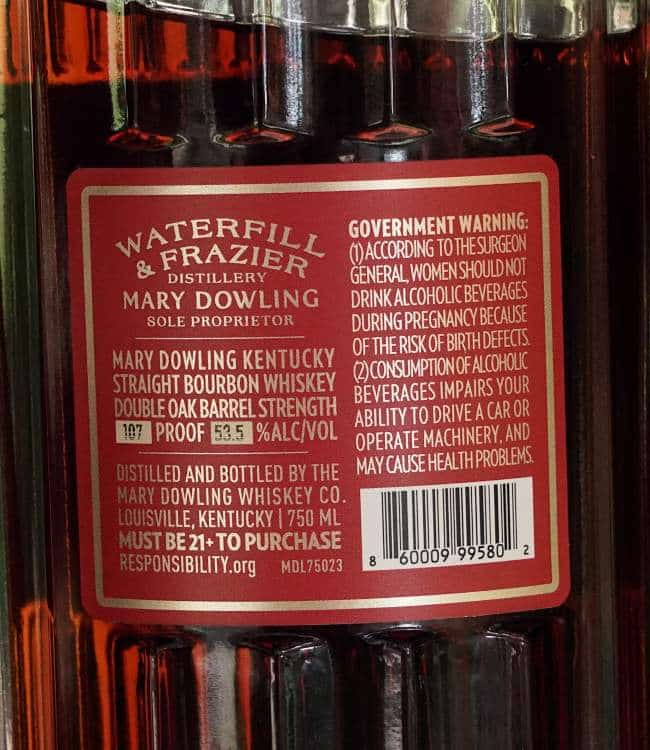 WATERFILL
& FRAZIER
DISTILLERY
MARY DOWLING
SOLE PROPRIETOR
MARY DOWLING KENTUCKY
STRAIGHT BOURBON WHISKEY
DOUBLE OAK BARREL STRENGTH
107 PROOF 53.5 %ALC/VOL
DISTILLED AND BOTTLED BY THE
MARY DOWLING WHISKEY CO.
LOUISVILLE, KENTUCKY | 750 ML
MUST BE 21+ TO PURCHASE
RESPONSIBILITY.org MDL75023
GOVERNMENT WARNING:
(1) ACCORDING TO THE SURGEON
GENERAL, WOMEN SHOULD NOT
DRINK ALCOHOLIC BEVERAGES
DURING PREGNANCY BECAUSE
OF THE RISK OF BIRTH DEFECTS.
(2) CONSUMPTION OF ALCOHOLIC
BEVERAGES IMPAIRS YOUR
ABILITY TO DRIVE A CAR OR
OPERATE MACHINERY, AND
MAY CAUSE HEALTH PROBLEMS.
8 60009 99580 2